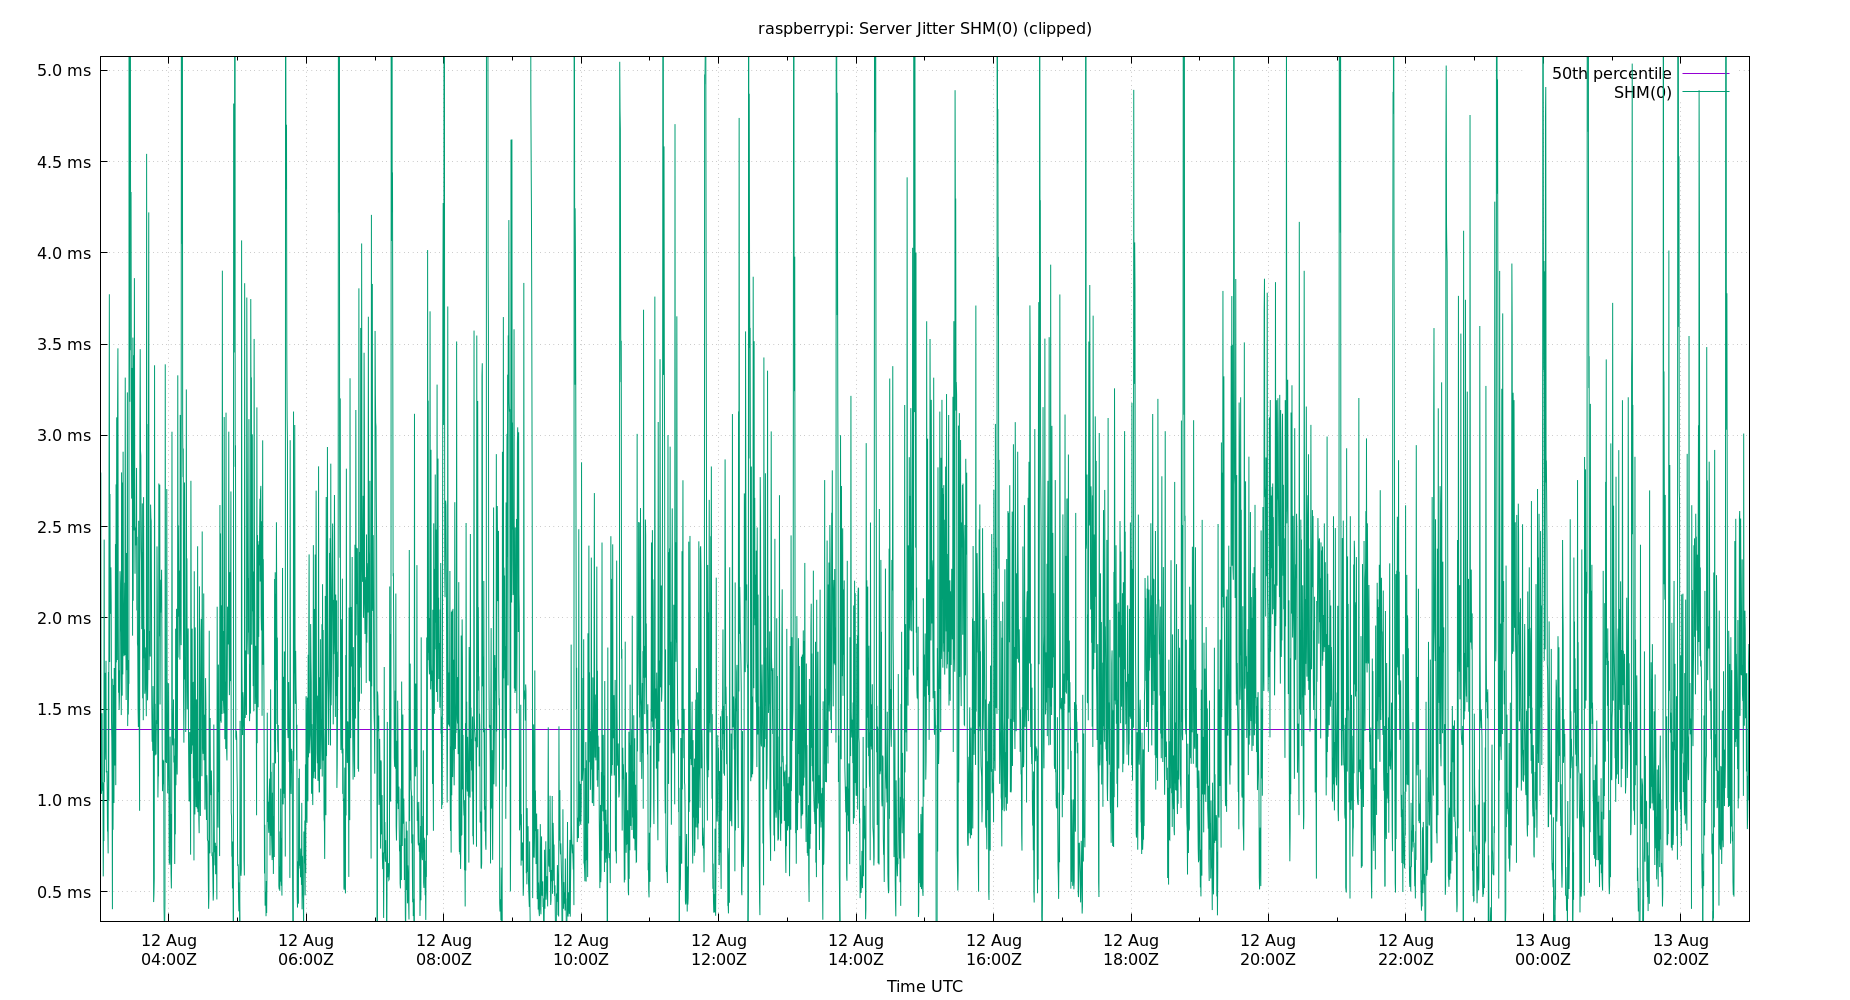 raspberrypi: Server Jitter SHM(0) (clipped)
5.0 ms
4.5 ms
4.0 ms
3.5 ms
3.0 ms
2.5 ms
2.0 ms
1.5 ms
1.0 ms
0.5 ms
50th percentile
SHM(0)
12 Aug 12 Aug 12 Aug 12 Aug 12 Aug 12 Aug 12 Aug 12 Aug 12 Aug 12 Aug 13 Aug 13 Aug
04:00Z 06:00Z 08:00Z 10:00Z 12:00Z 14:00Z 16:00Z 18:00Z 20:00Z 22:00Z 00:00Z 02:00Z
Time UTC